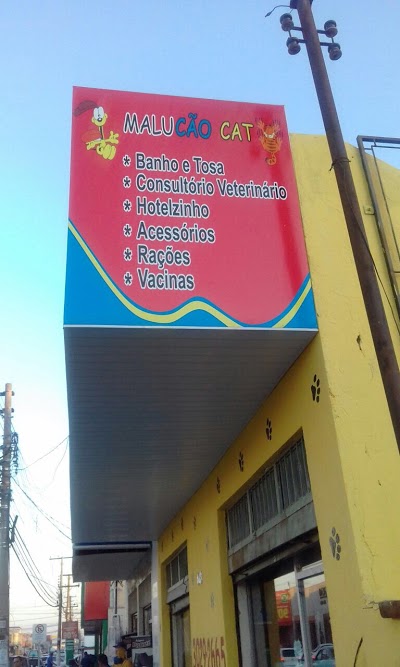 MALUCÃO CAT
* Banho e Tosa
* Consultório Veterinário
* Hotelzinho
* Acessórios
* Rações
* Vacinas